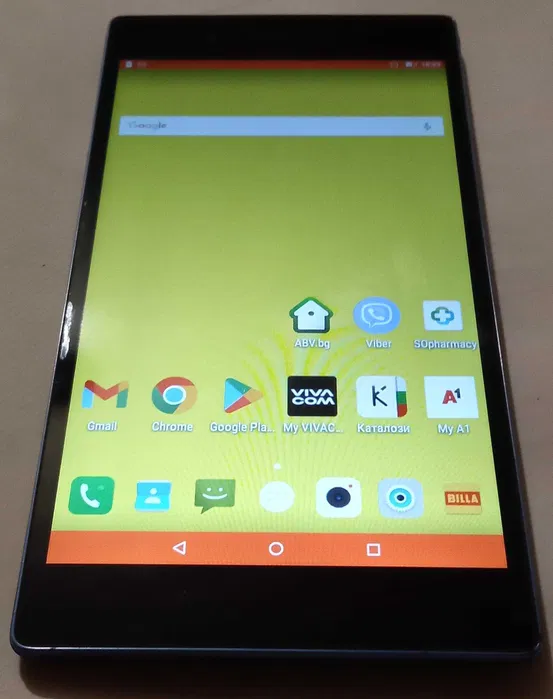 Google
ABV.bg
Viber
SOpharmacy
VIVA
COM
K
A1
Gmail
Chrome
Google Pla...
My VIVAC...
Каталози
My A1
BILLA